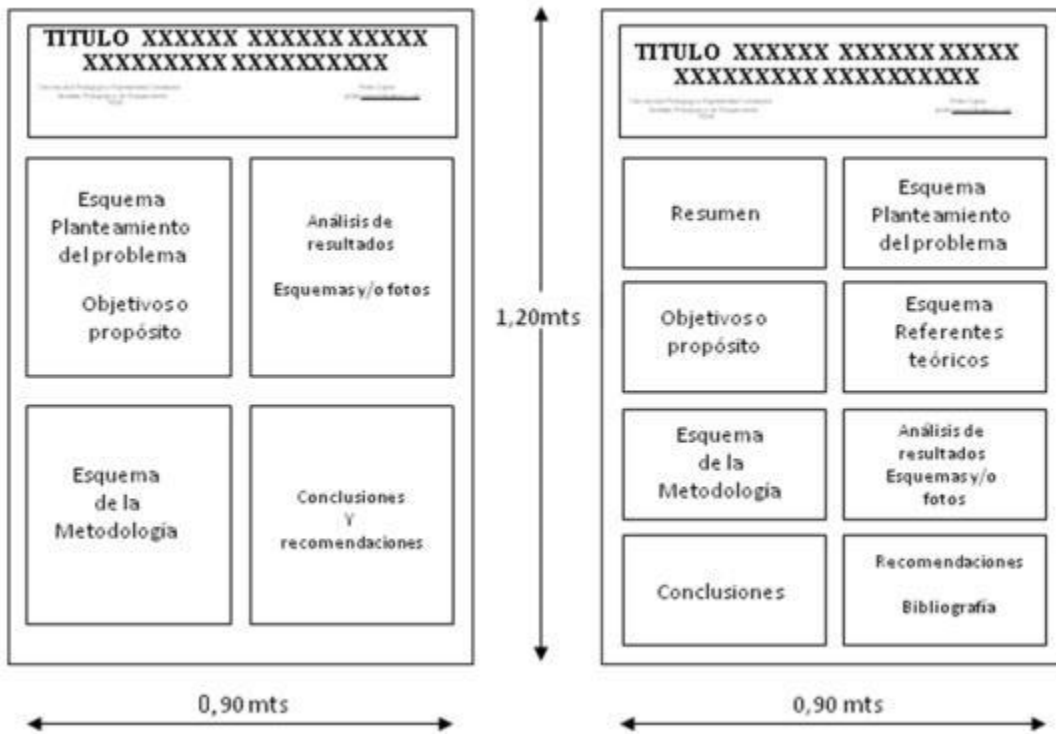 TITULO XXXXXX XXXXXX XXXXX
XXXXXXXXX XXXXXXXXXX
Esquema
Planteamiento
del problema
Objetivos o
propósito
Análisis de
resultados
Esquemas y/o fotos
Esquema
de la
Metodología
Conclusiones
Y
recomendaciones
0,90 mts
1,20mts
TITULO XXXXXX XXXXXX XXXXX
XXXXXXXXX XXXXXXXXXX
Resumen
Esquema
Planteamiento
del problema
Objetivos o
propósito
Esquema
Referentes
teóricos
Esquema
de la
Metodología
Análisis de
resultados
Esquemas y/o
fotos
Conclusiones
Recomendaciones
Bibliografía
0,90 mts